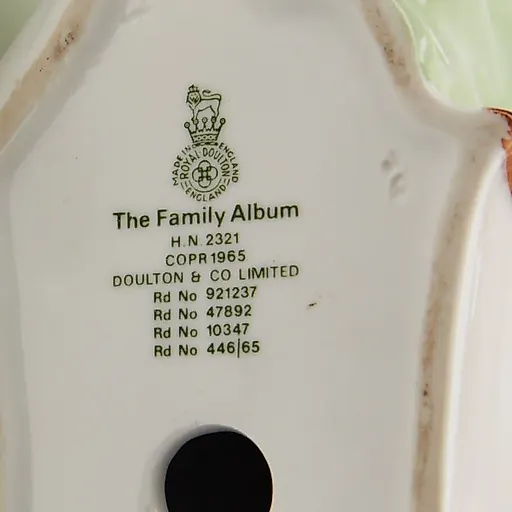 MADE IN ENGLAND
ROYAL DOULTON
ENGLAND
The Family Album
H.N. 2321
COPR 1965
DOULTON & CO LIMITED
Rd No 921237
Rd No 47892
Rd No 10347
Rd No 446|65